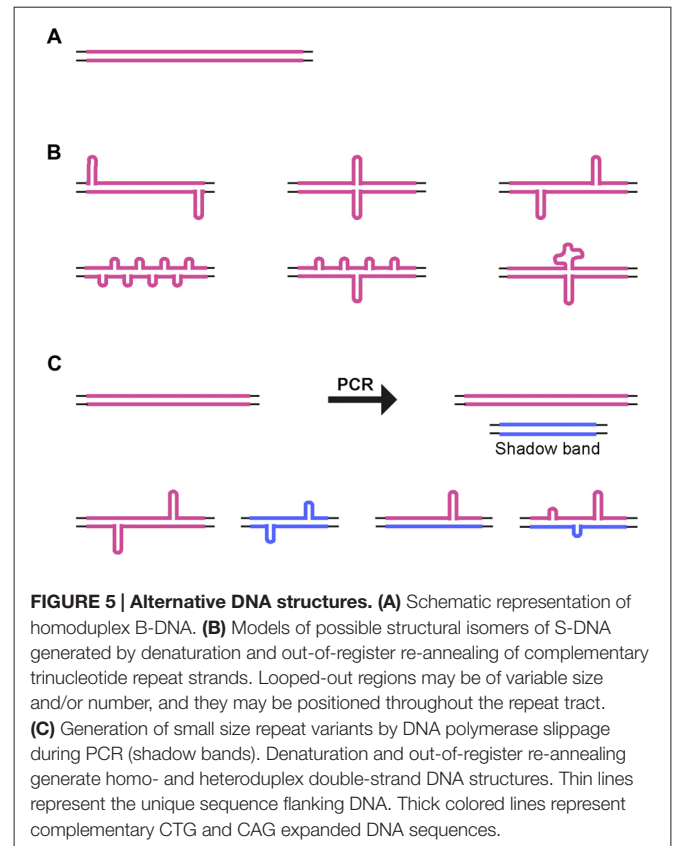 A
B
C
PCR
Shadow band
FIGURE 5 | Alternative DNA structures. (A) Schematic representation of
homoduplex B-DNA. (B) Models of possible structural isomers of S-DNA
generated by denaturation and out-of-register re-annealing of complementary
trinucleotide repeat strands. Looped-out regions may be of variable size
and/or number, and they may be positioned throughout the repeat tract.
(C) Generation of small size repeat variants by DNA polymerase slippage
during PCR (shadow bands). Denaturation and out-of-register re-annealing
generate homo- and heteroduplex double-strand DNA structures. Thin lines
represent the unique sequence flanking DNA. Thick colored lines represent
complementary CTG and CAG expanded DNA sequences.